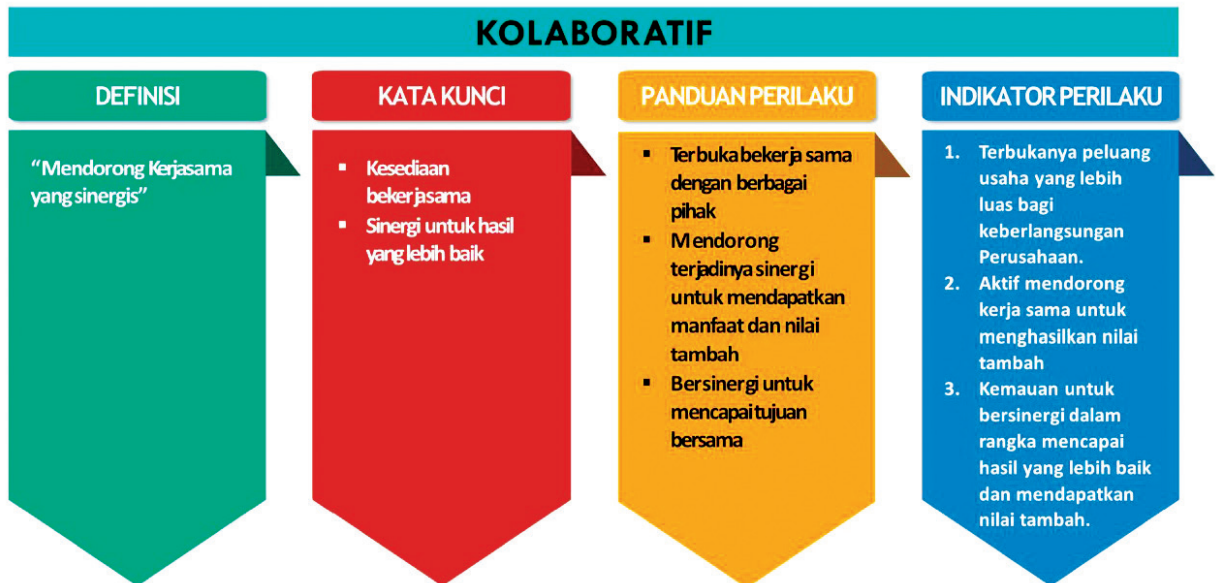 KOLABORATIF
DEFINISI
“Mendorong Kerjasama
yang sinergis”
KATA KUNCI
▪ Kesediaan
bekerjasama
▪ Sinergi untuk hasil
yang lebih baik
PANDUAN PERILAKU
▪ Terbuka bekerja sama
dengan berbagai
pihak
▪ Mendorong
terjadinya sinergi
untuk mendapatkan
manfaat dan nilai
tambah
▪ Bersinergi untuk
mencapai tujuan
bersama
INDIKATOR PERILAKU
1. Terbukanya peluang
usaha yang lebih
luas bagi
keberlangsungan
Perusahaan.
2. Aktif mendorong
kerja sama untuk
menghasilkan nilai
tambah
3. Kemauan untuk
bersinergi dalam
rangka mencapai
hasil yang lebih baik
dan mendapatkan
nilai tambah.